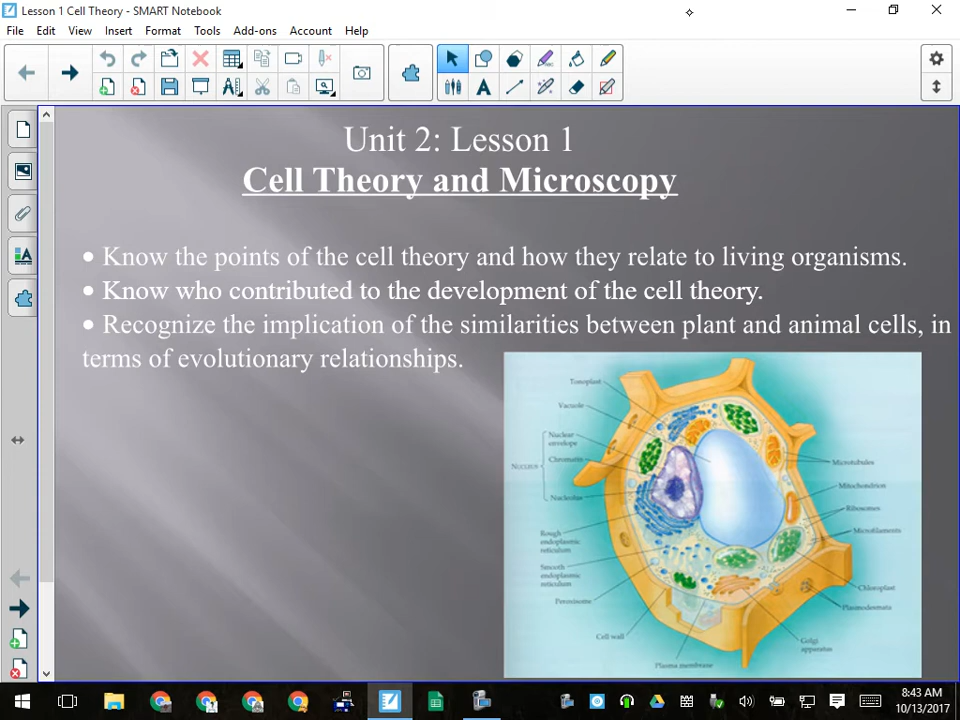 Lesson 1 Cell Theory - SMART Notebook
File Edit View Insert Format Tools Add-ons Account Help
Unit 2: Lesson 1
Cell Theory and Microscopy
• Know the points of the cell theory and how they relate to living organisms.
• Know who contributed to the development of the cell theory.
• Recognize the implication of the similarities between plant and animal cells, in
terms of evolutionary relationships.
Tonoplast
Vacuole
Nuclear
envelope
Chromatin
NUCLEUS
Nucleolus
Rough
endoplasmic
reticulum
Smooth
endoplasmic
reticulum
Peroxisome
Cell wall
Plasma membrane
Microtubules
Mitochondrion
Ribosomes
Microfilaments
Chloroplast
Plasmodesmata
Golgi
apparatus
8:43 AM
10/13/2017